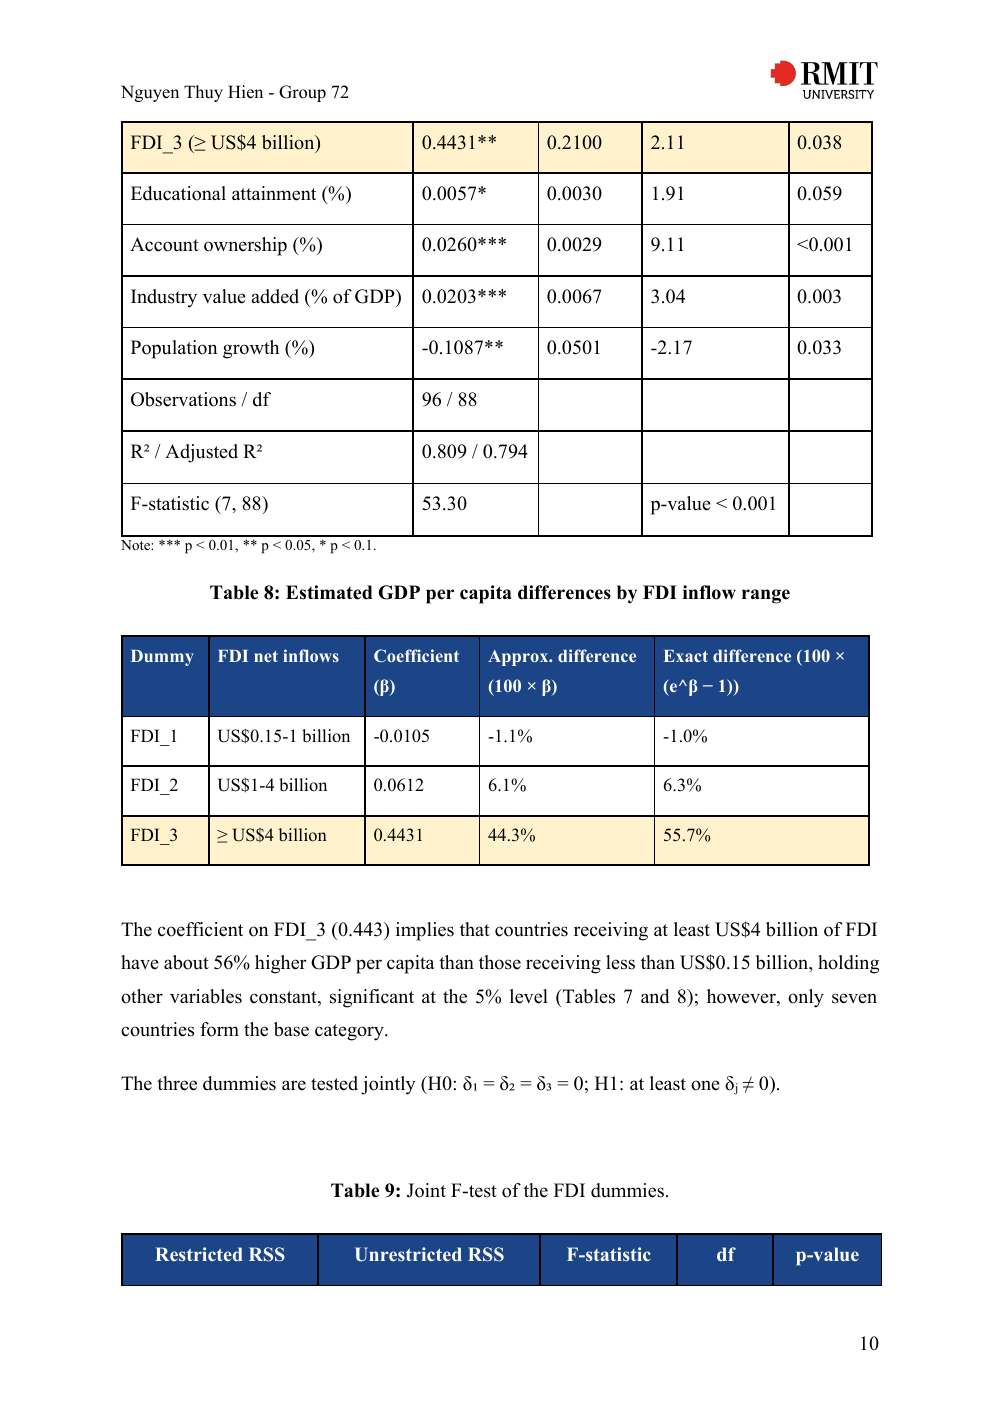 RMIT
UNIVERSITY
Nguyen Thuy Hien - Group 72
FDI_3 (≥ US$4 billion) 0.4431** 0.2100 2.11 0.038
Educational attainment (%) 0.0057* 0.0030 1.91 0.059
Account ownership (%) 0.0260*** 0.0029 9.11 <0.001
Industry value added (% of GDP) 0.0203*** 0.0067 3.04 0.003
Population growth (%) -0.1087** 0.0501 -2.17 0.033
Observations / df 96 / 88
R² / Adjusted R² 0.809 / 0.794
F-statistic (7, 88) 53.30 p-value < 0.001
Note: *** p < 0.01, ** p < 0.05, * p < 0.1.
Table 8: Estimated GDP per capita differences by FDI inflow range
Dummy FDI net inflows Coefficient Approx. difference Exact difference (100 ×
(β) (100 × β) (e^β − 1))
FDI_1 US$0.15-1 billion -0.0105 -1.1% -1.0%
FDI_2 US$1-4 billion 0.0612 6.1% 6.3%
FDI_3 ≥ US$4 billion 0.4431 44.3% 55.7%
The coefficient on FDI_3 (0.443) implies that countries receiving at least US$4 billion of FDI
have about 56% higher GDP per capita than those receiving less than US$0.15 billion, holding
other variables constant, significant at the 5% level (Tables 7 and 8); however, only seven
countries form the base category.
The three dummies are tested jointly (H0: δ₁ = δ₂ = δ₃ = 0; H1: at least one δⱼ ≠ 0).
Table 9: Joint F-test of the FDI dummies.
Restricted RSS Unrestricted RSS F-statistic df p-value
10